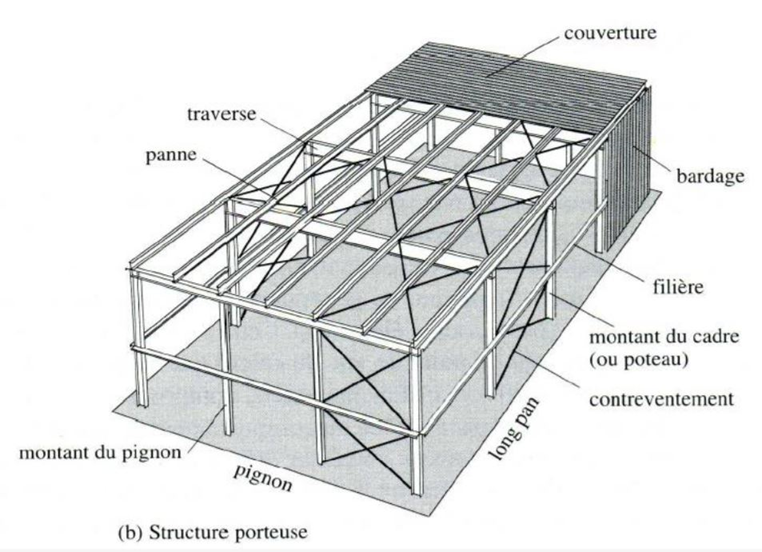 couverture
traverse
panne
bardage
filière
montant du cadre
(ou poteau)
contreventement
long pan
montant du pignon
pignon
(b) Structure porteuse